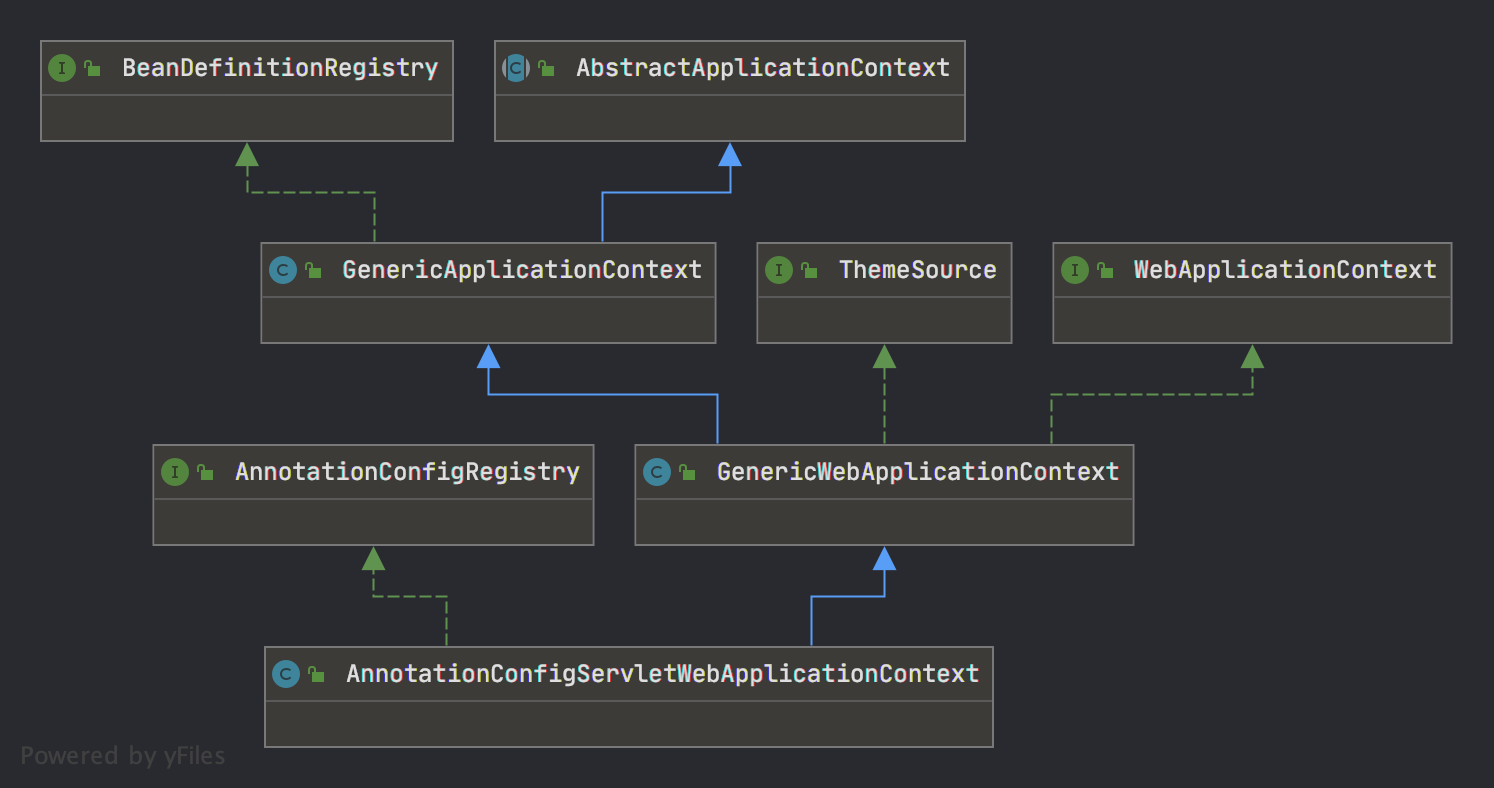 BeanDefinitionRegistry
AbstractApplicationContext
GenericApplicationContext
ThemeSource
WebApplicationContext
AnnotationConfigRegistry
GenericWebApplicationContext
AnnotationConfigServletWebApplicationContext
Powered by yFiles